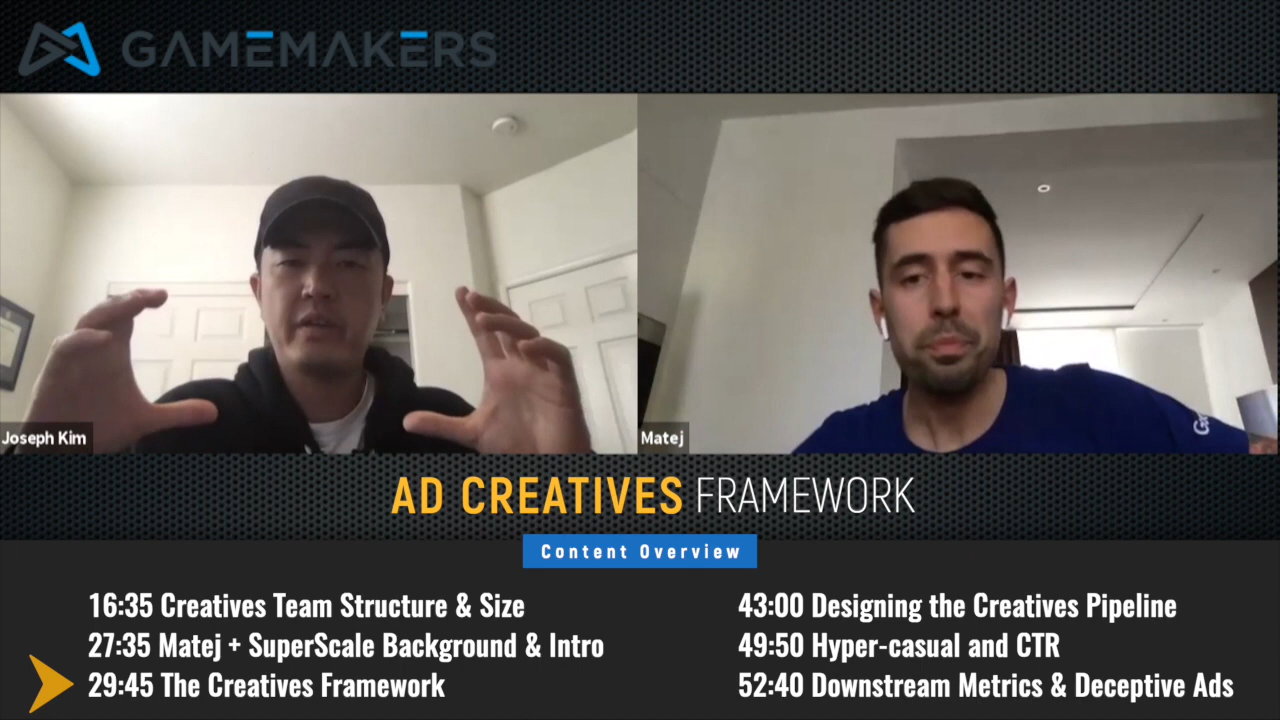 GAMEMAKERS
Joseph Kim
Matej
AD CREATIVES FRAMEWORK
Content Overview
16:35 Creatives Team Structure & Size
27:35 Matej + SuperScale Background & Intro
29:45 The Creatives Framework
43:00 Designing the Creatives Pipeline
49:50 Hyper-casual and CTR
52:40 Downstream Metrics & Deceptive Ads